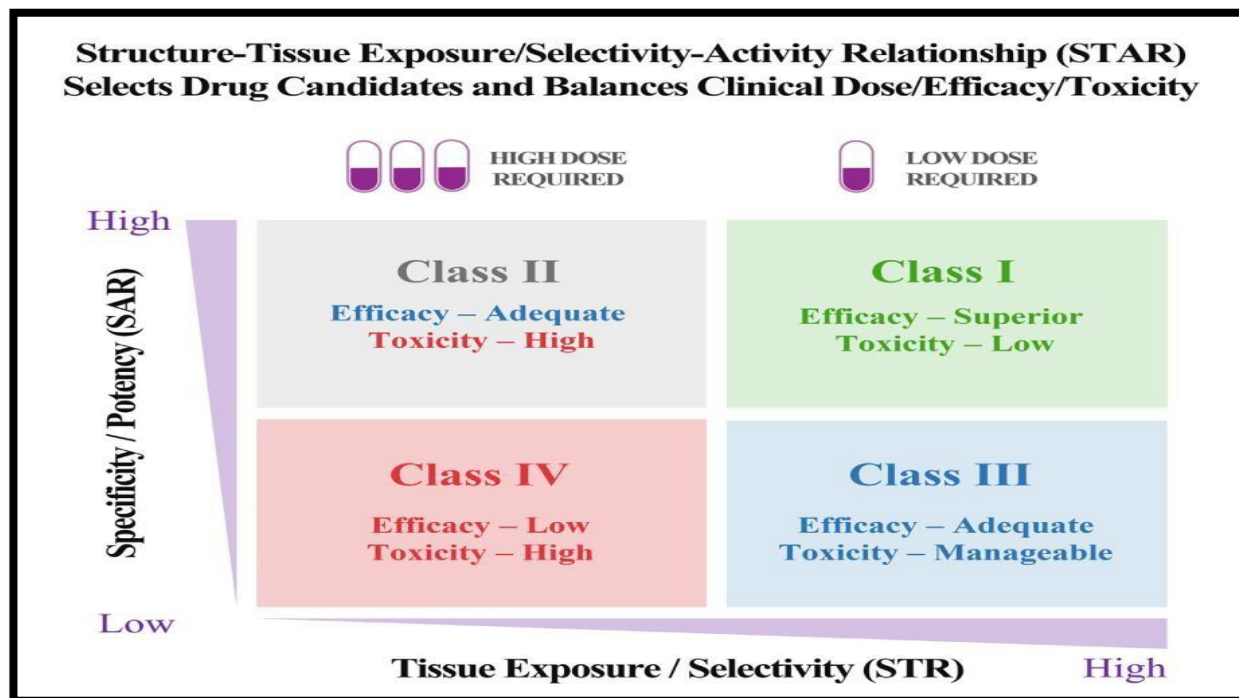 Structure-Tissue Exposure/Selectivity-Activity Relationship (STAR)
Selects Drug Candidates and Balances Clinical Dose/Efficacy/Toxicity
HIGH DOSE
REQUIRED
LOW DOSE
REQUIRED
High
Specificity / Potency (SAR)
Low
Class II
Efficacy – Adequate
Toxicity – High
Class I
Efficacy – Superior
Toxicity – Low
Class IV
Efficacy – Low
Toxicity – High
Class III
Efficacy – Adequate
Toxicity – Manageable
Tissue Exposure / Selectivity (STR)
High